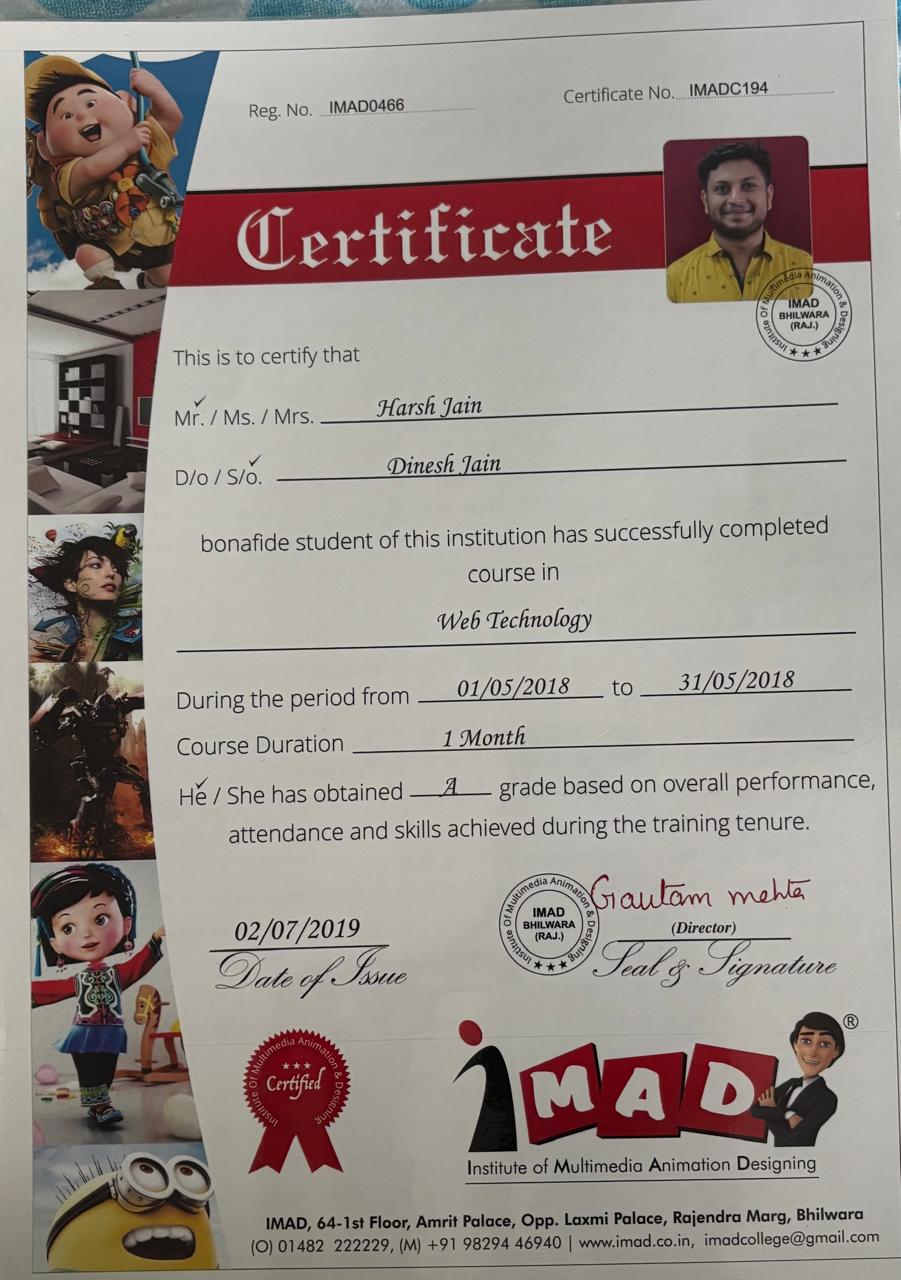 Reg. No. IMAD0466
Certificate No. IMADC194
Certificate
Institute Of Multimedia Animation & Designing
IMAD
BHILWARA
(RAJ.)
This is to certify that
Mr. / Ms. / Mrs. Harsh Jain
D/o / S/o. Dinesh Jain
bonafide student of this institution has successfully completed
course in
Web Technology
During the period from 01/05/2018 to 31/05/2018
Course Duration 1 Month
He / She has obtained A grade based on overall performance,
attendance and skills achieved during the training tenure.
02/07/2019
Date of Issue
Institute Of Multimedia Animation & Designing
IMAD
BHILWARA
(RAJ.)
Gautam mehta
(Director)
Seal & Signature
Institute Of Multimedia Animation & Designing
Certified
iMAD ®
Institute of Multimedia Animation Designing
IMAD, 64-1st Floor, Amrit Palace, Opp. Laxmi Palace, Rajendra Marg, Bhilwara
(O) 01482 222229, (M) +91 98294 46940 | www.imad.co.in, imadcollege@gmail.com